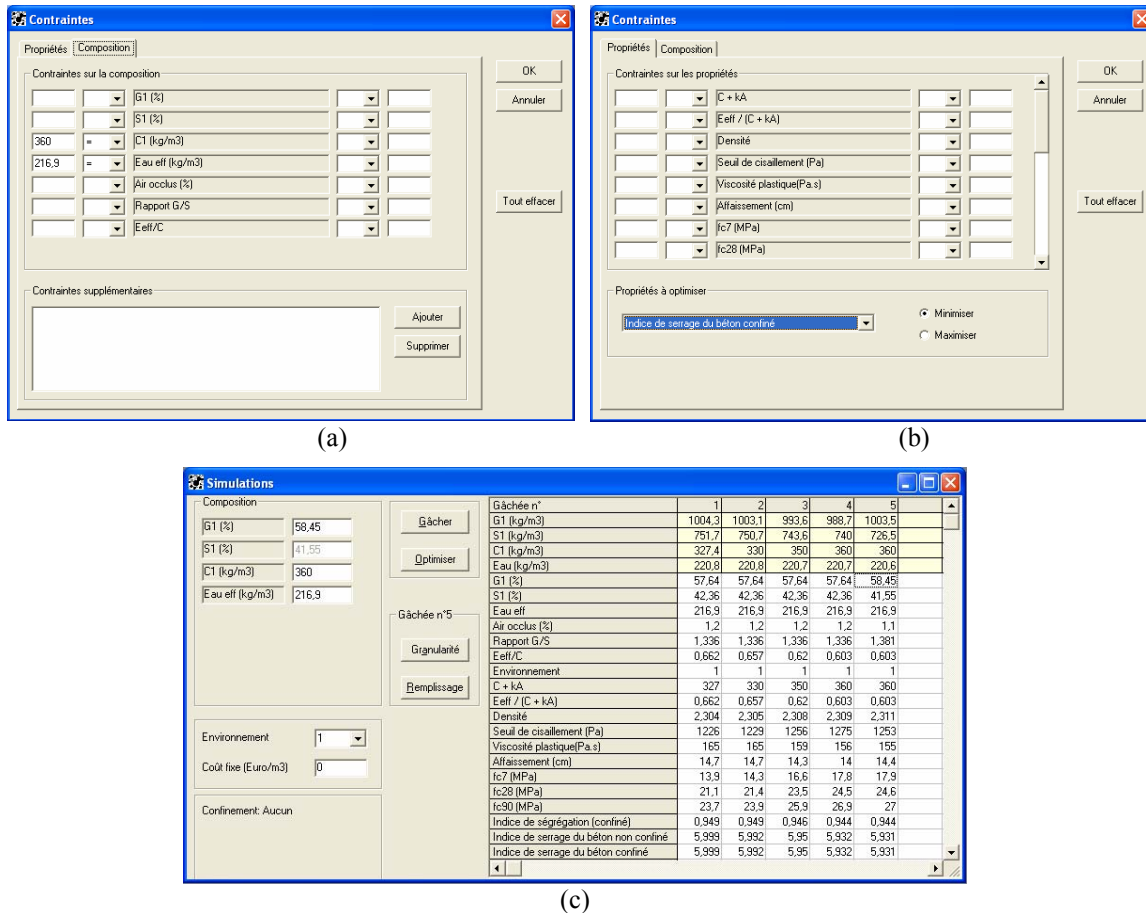 Contraintes
Propriétés Composition
Contraintes sur la composition
G1 (%)
S1 (%)
360 = C1 (kg/m3)
216,9 = Eau eff (kg/m3)
Air occlus (%)
Rapport G/S
Eeff/C
OK
Annuler
Tout effacer
Contraintes supplémentaires
Ajouter
Supprimer
(a)
Contraintes
Propriétés Composition
Contraintes sur les propriétés
C + kA
Eeff / (C + kA)
Densité
Seuil de cisaillement (Pa)
Viscosité plastique(Pa.s)
Affaissement (cm)
fc7 (MPa)
fc28 (MPa)
OK
Annuler
Tout effacer
Propriétés à optimiser
Indice de serrage du béton confiné
Minimiser
Maximiser
(b)
Simulations
Composition
G1 (%) 58,45
S1 (%) 41,55
C1 (kg/m3) 360
Eau eff (kg/m3) 216,9
Environnement 1
Coût fixe (Euro/m3) 0
Confinement: Aucun
Gâcher
Optimiser
Gâchée n°5
Granularité
Remplissage
Gâchée n° 1 2 3 4 5
G1 (kg/m3) 1004,3 1003,1 993,6 988,7 1003,5
S1 (kg/m3) 751,7 750,7 743,6 740 726,5
C1 (kg/m3) 327,4 330 350 360 360
Eau (kg/m3) 220,8 220,8 220,7 220,7 220,6
G1 (%) 57,64 57,64 57,64 57,64 58,45
S1 (%) 42,36 42,36 42,36 42,36 41,55
Eau eff 216,9 216,9 216,9 216,9 216,9
Air occlus (%) 1,2 1,2 1,2 1,2 1,1
Rapport G/S 1,336 1,336 1,336 1,336 1,381
Eeff/C 0,662 0,657 0,62 0,603 0,603
Environnement 1 1 1 1 1
C + kA 327 330 350 360 360
Eeff / (C + kA) 0,662 0,657 0,62 0,603 0,603
Densité 2,304 2,305 2,308 2,309 2,311
Seuil de cisaillement (Pa) 1226 1229 1256 1275 1253
Viscosité plastique(Pa.s) 165 165 159 156 155
Affaissement (cm) 14,7 14,7 14,3 14 14,4
fc7 (MPa) 13,9 14,3 16,6 17,8 17,9
fc28 (MPa) 21,1 21,4 23,5 24,5 24,6
fc90 (MPa) 23,7 23,9 25,9 26,9 27
Indice de ségrégation (confiné) 0,949 0,949 0,946 0,944 0,944
Indice de serrage du béton non confiné 5,999 5,992 5,95 5,932 5,931
Indice de serrage du béton confiné 5,999 5,992 5,95 5,932 5,931
(c)